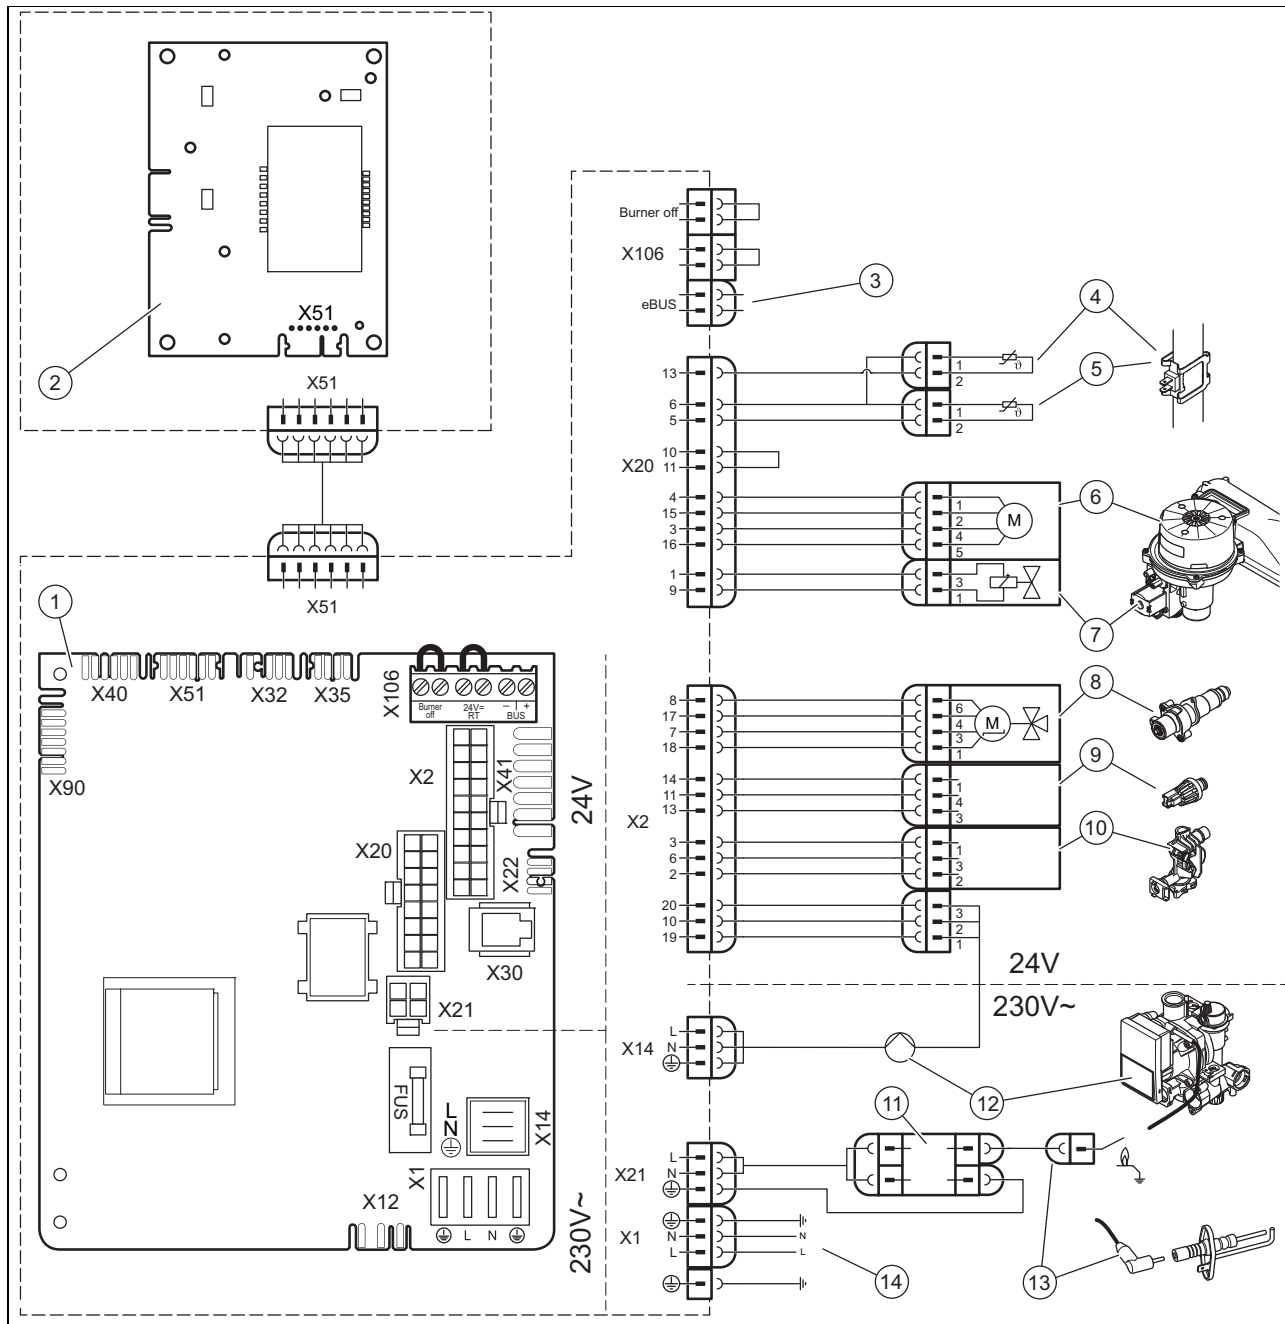 X51
2
X51
X51
1
X40
X51
X32
X35
X106
Burner
off
24V=
RT
– | +
BUS
X90
X2
X41
24V
X20
X22
X30
X21
FUS
L
N
X14
X1
X12
L
N
230V~
Burner off
X106
eBUS
3
13
6
5
10
11
X20
4
15
3
16
1
9
1
2
ϑ
4
1
2
ϑ
5
1
2
4
5
M
6
3
1
7
8
17
7
18
6
4
3
1
M
8
14
11
13
1
4
3
9
X2
3
6
2
1
3
2
10
20
10
19
3
2
1
24V
230V~
X14
L
N
12
11
X21
L
N
X1
N
L
N
L
14
13